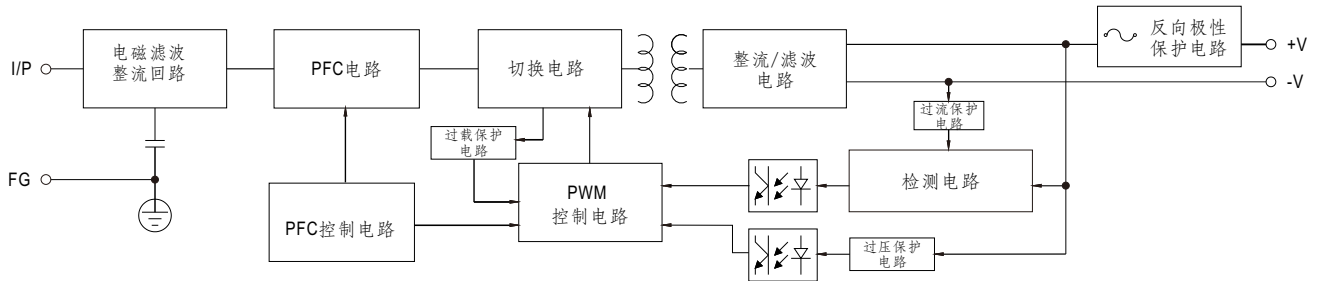 I/P
电磁滤波
整流回路
PFC电路
切换电路
整流/滤波
电路
反向极性
保护电路
+V
-V
过载保护
电路
过流保护
电路
FG
PWM
控制电路
检测电路
PFC控制电路
过压保护
电路